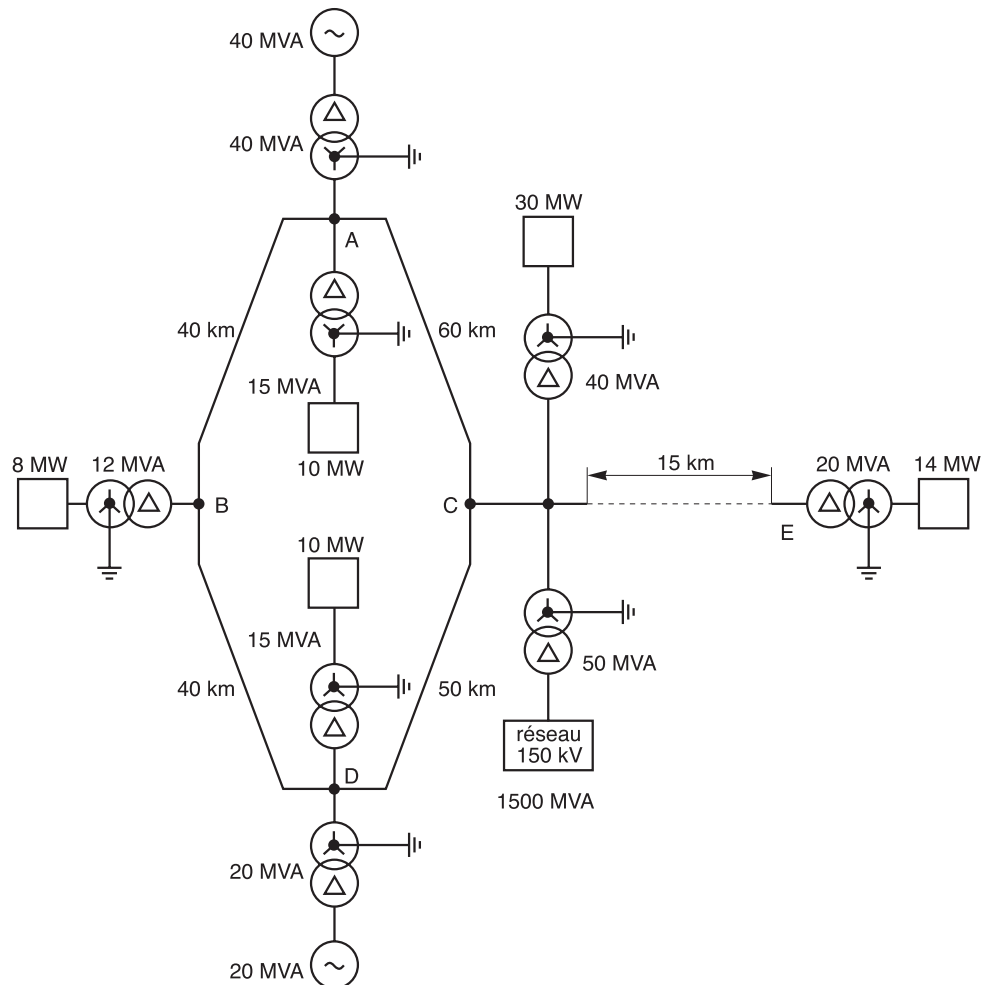 40 MVA
40 MVA
A
30 MW
40 km
60 km
15 MVA
10 MW
40 MVA
8 MW
12 MVA
B
C
15 km
20 MVA
14 MW
E
10 MW
15 MVA
50 MVA
40 km
50 km
réseau
150 kV
1500 MVA
D
20 MVA
20 MVA